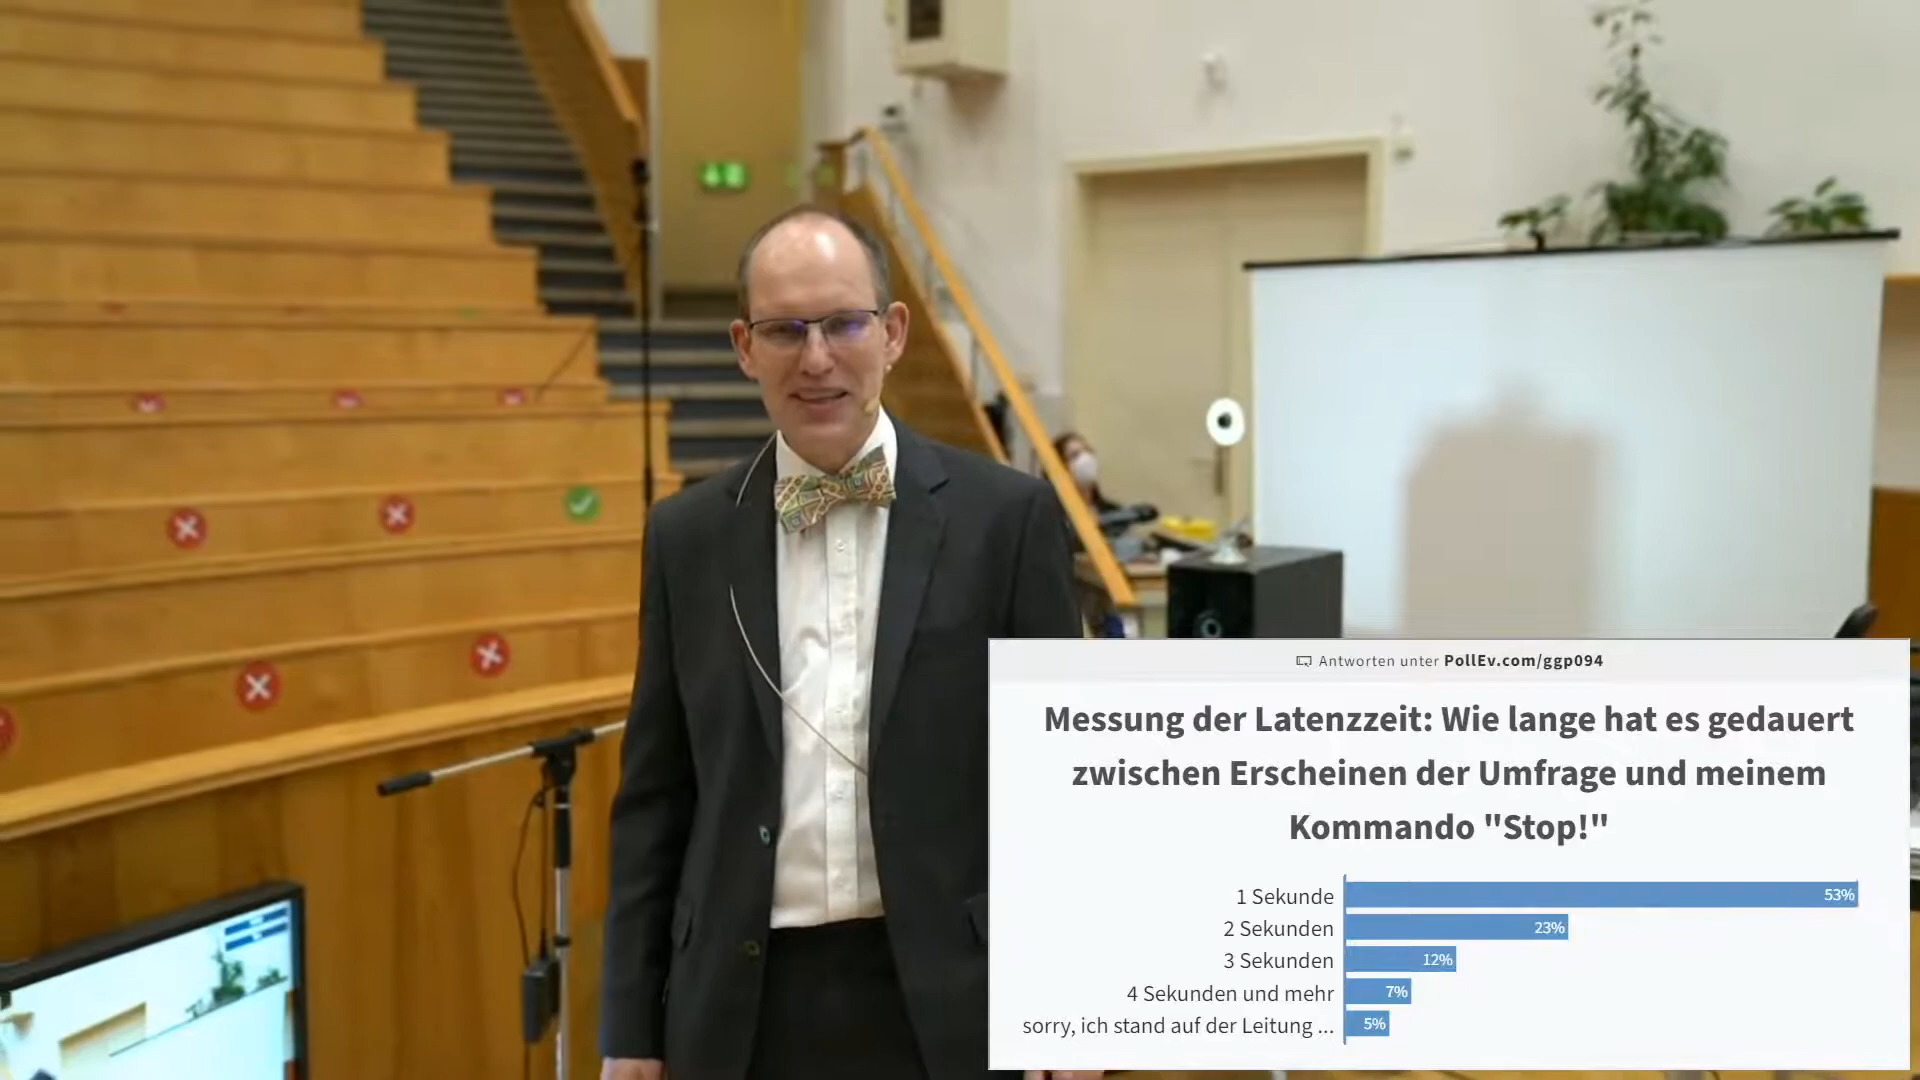 Antworten unter PollEv.com/ggp094
Messung der Latenzzeit: Wie lange hat es gedauert
zwischen Erscheinen der Umfrage und meinem
Kommando "Stop!"
1 Sekunde 53%
2 Sekunden 23%
3 Sekunden 12%
4 Sekunden und mehr 7%
sorry, ich stand auf der Leitung ... 5%